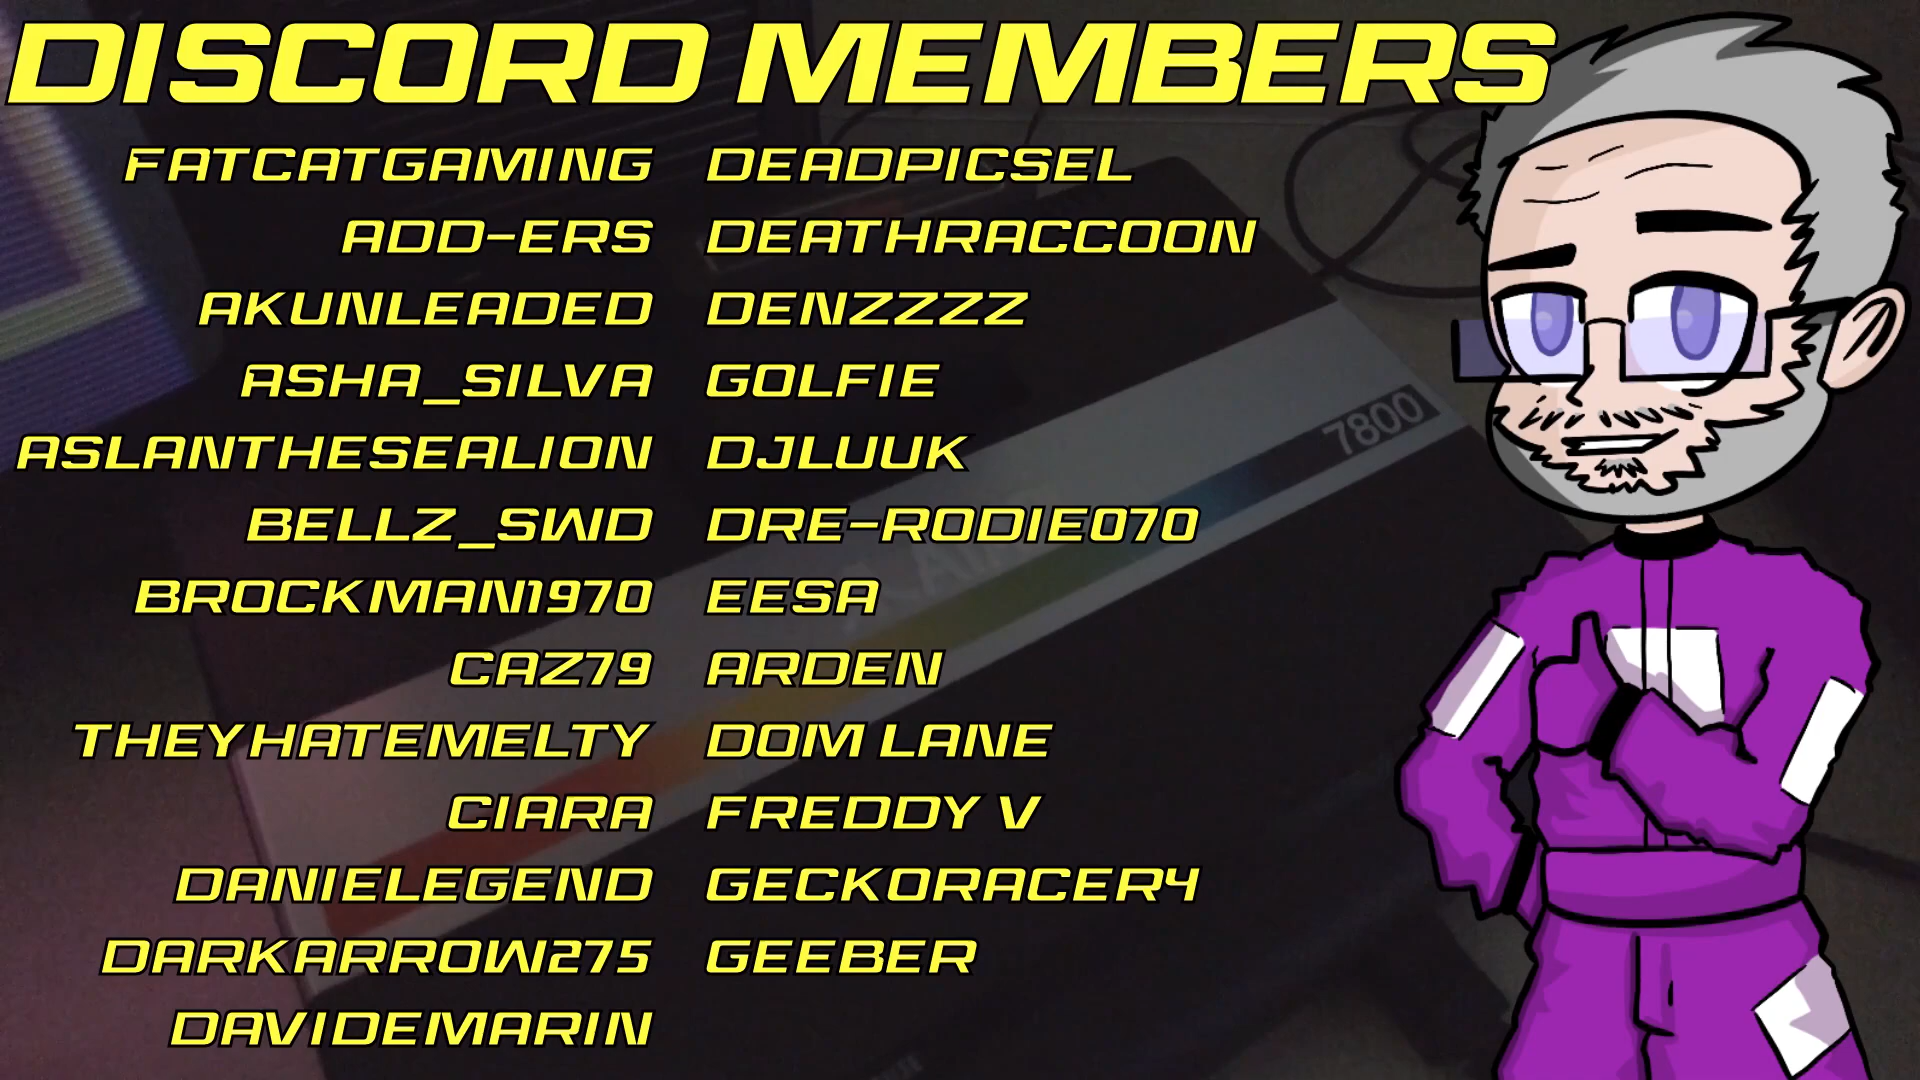 DISCORD MEMBERS
FATCATGAMING
ADD-ERS
AKUNLEADED
ASHA_SILVA
ASLANTHESEALION
BELLZ_SWD
BROCKMAN1970
CAZ79
THEYHATEMELTY
CIARA
DANIELEGEND
DARKARROW275
DAVIDEMARIN
DEADPICSEL
DEATHRACCOON
DENZZZZ
GOLFIE
DJLUUK
DRE-RODIE070
EESA
ARDEN
DOM LANE
FREDDY V
GECKORACER4
GEEBER
7800